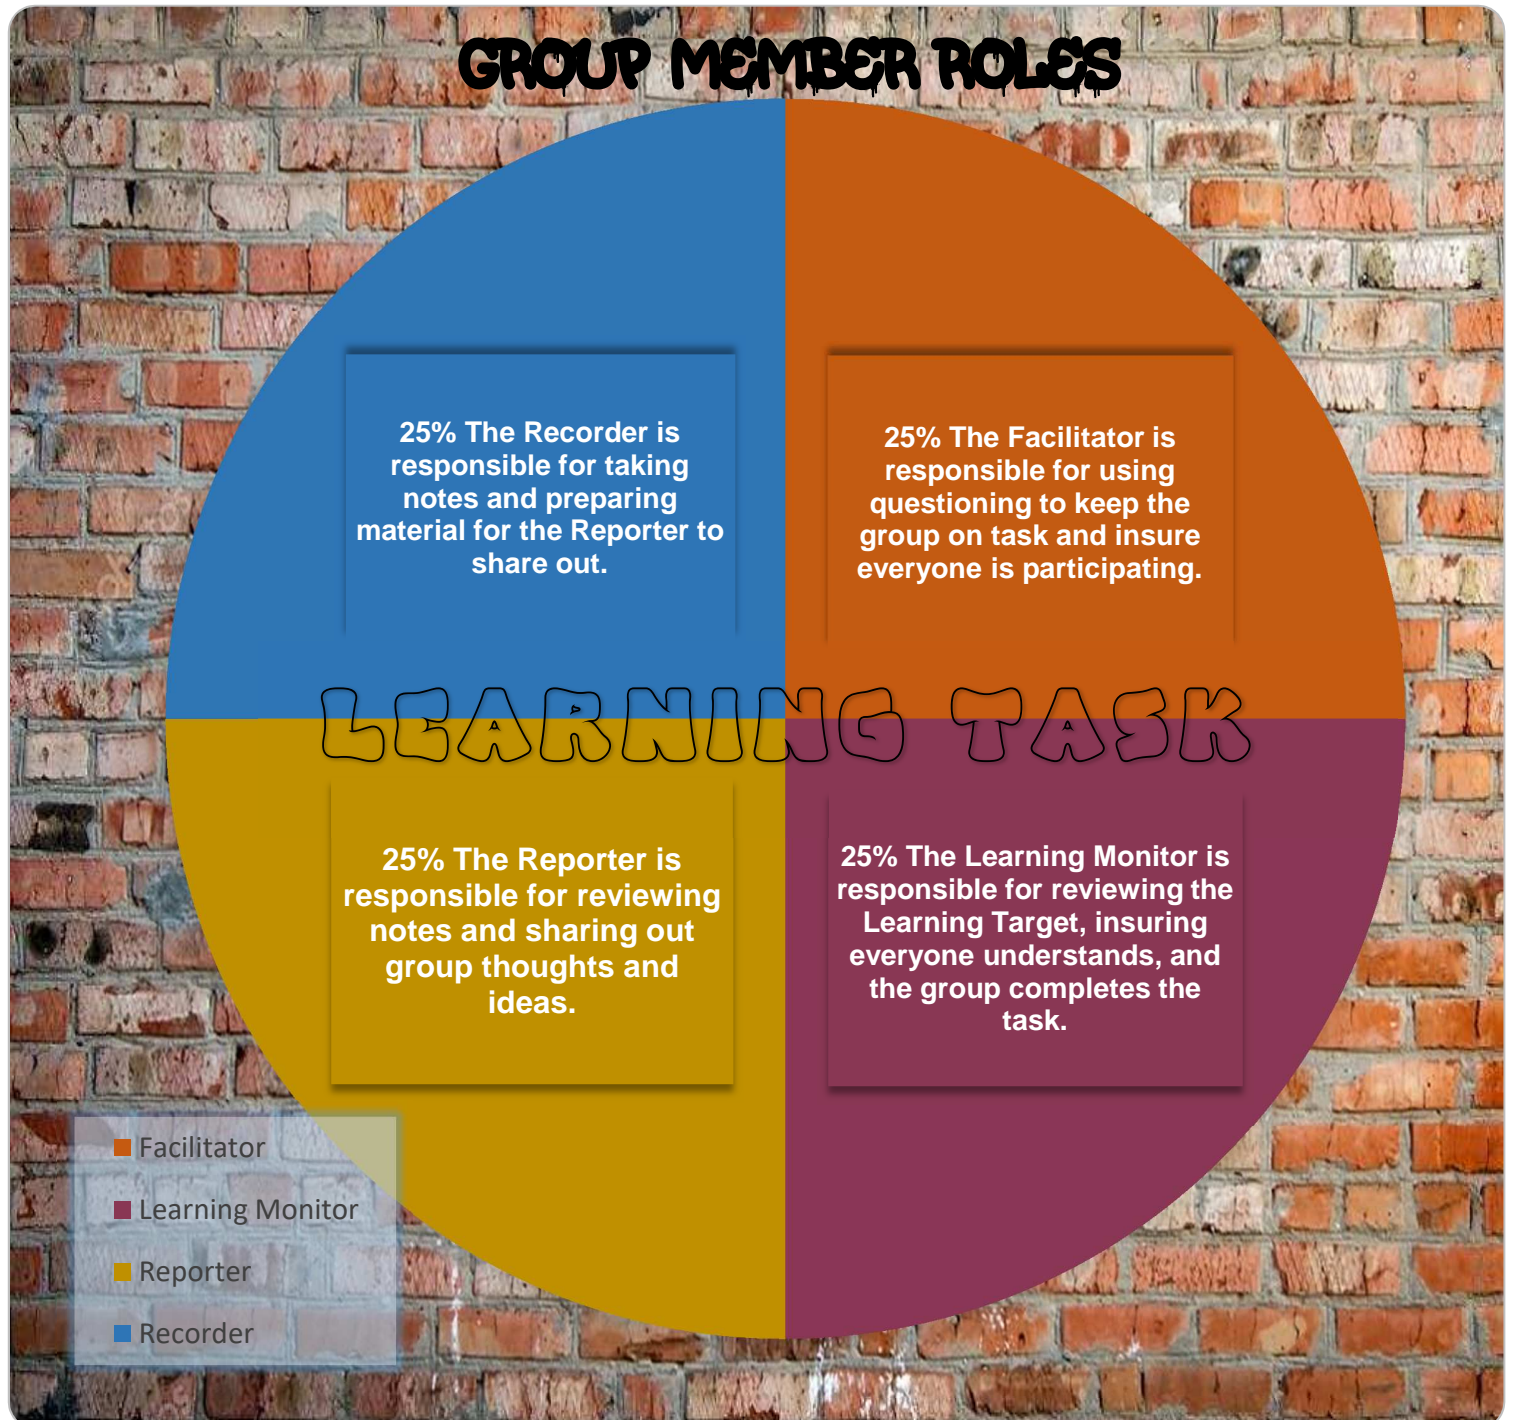 GROUP MEMBER ROLES
25% The Recorder is
responsible for taking
notes and preparing
material for the Reporter to
share out.
25% The Facilitator is
responsible for using
questioning to keep the
group on task and insure
everyone is participating.
LEARNING TASK
25% The Reporter is
responsible for reviewing
notes and sharing out
group thoughts and
ideas.
25% The Learning Monitor is
responsible for reviewing the
Learning Target, insuring
everyone understands, and
the group completes the
task.
Facilitator
Learning Monitor
Reporter
Recorder